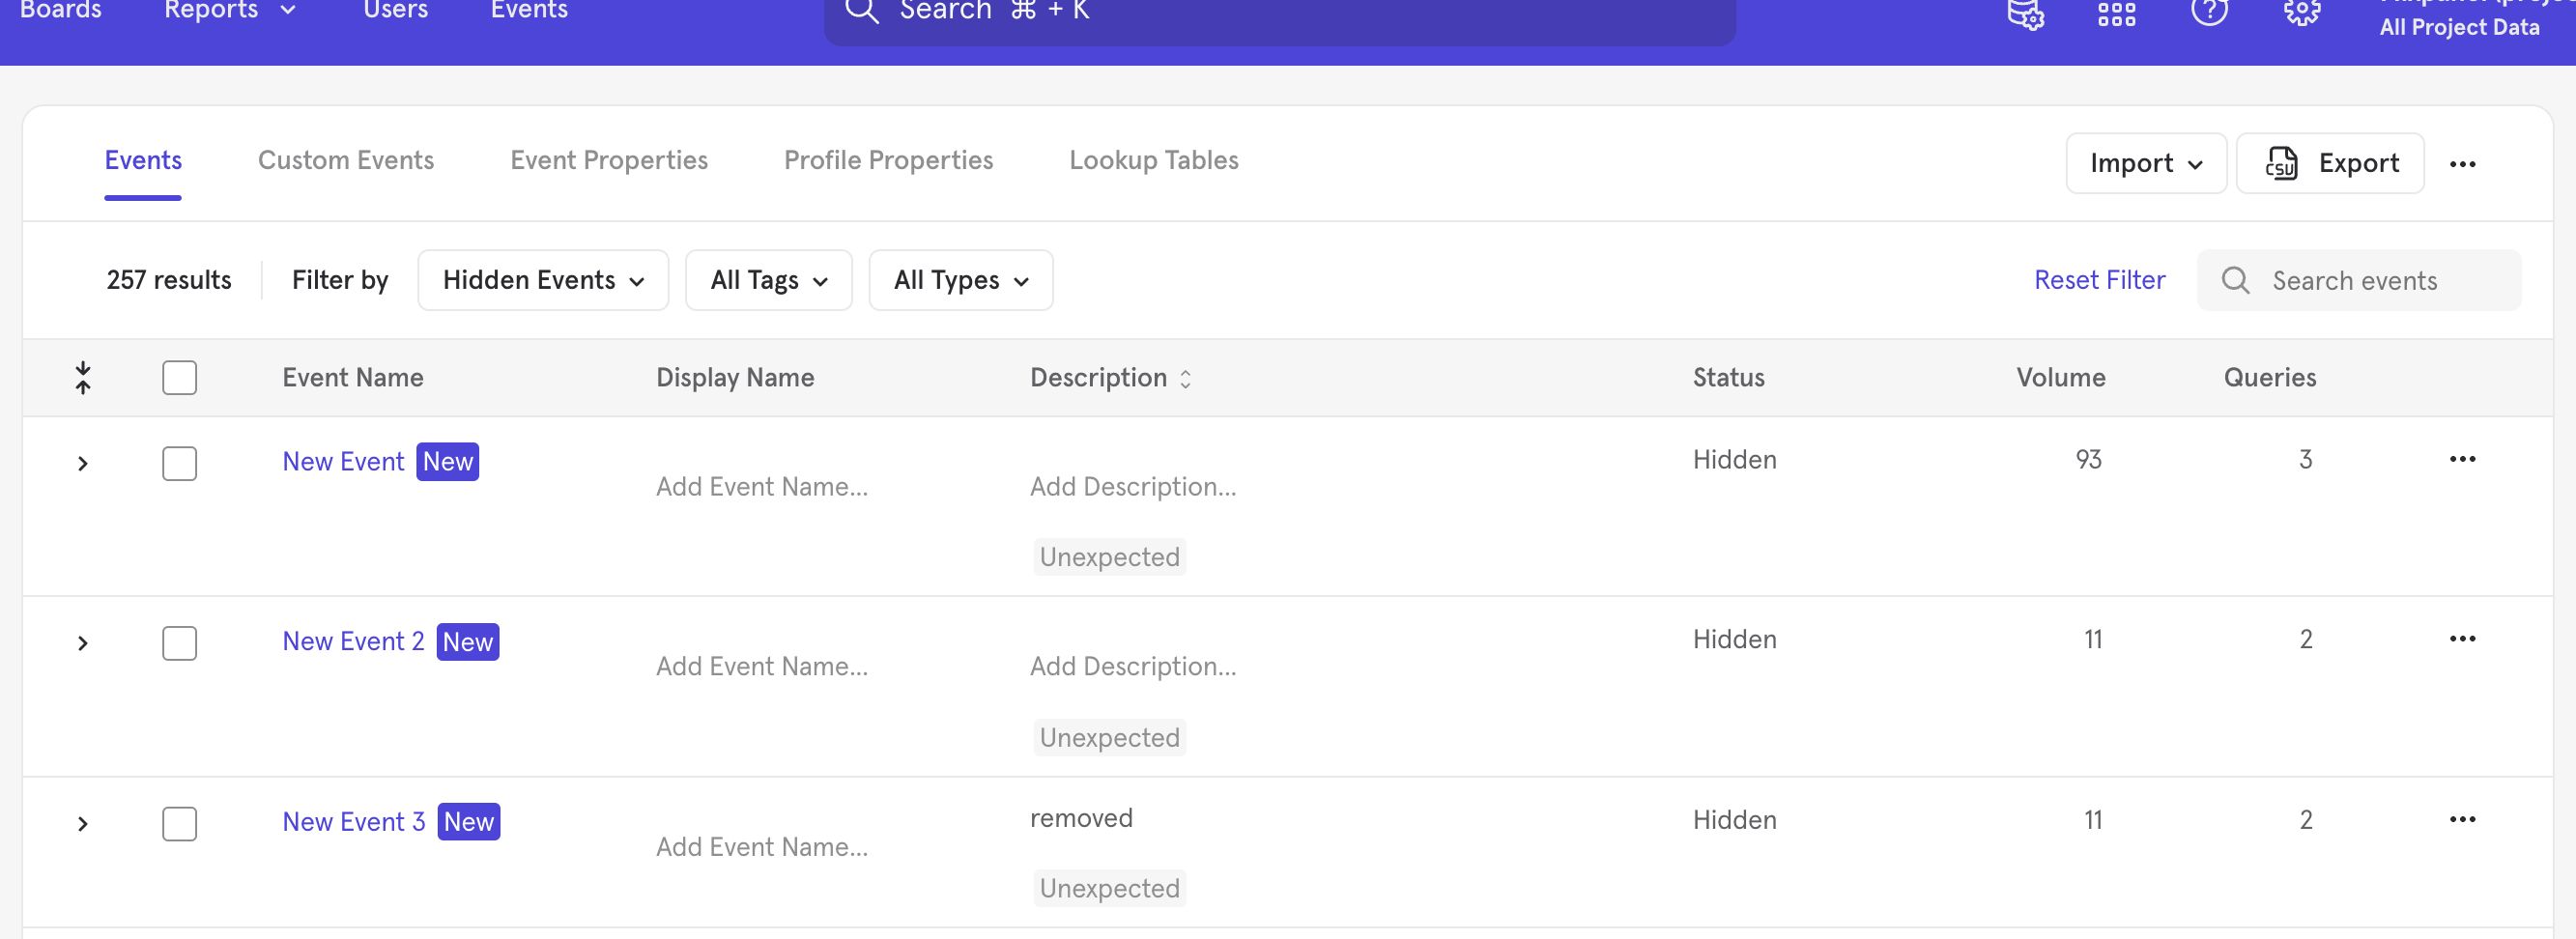 Boards Reports Users Events Search ⌘ + K
All Project Data
Events Custom Events Event Properties Profile Properties Lookup Tables Import CSV Export
257 results Filter by Hidden Events All Tags All Types Reset Filter Search events
Event Name Display Name Description Status Volume Queries
New Event New Hidden 93 3
Add Event Name... Add Description...
Unexpected
New Event 2 New Hidden 11 2
Add Event Name... Add Description...
Unexpected
New Event 3 New removed Hidden 11 2
Add Event Name...
Unexpected